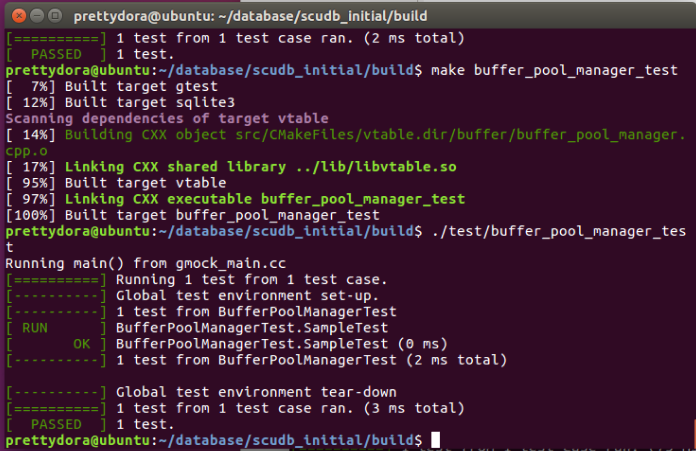 prettydora@ubuntu: ~/database/scudb_initial/build
[==========] 1 test from 1 test case ran. (2 ms total)
[  PASSED  ] 1 test.
prettydora@ubuntu:~/database/scudb_initial/build$ make buffer_pool_manager_test
[  7%] Built target gtest
[ 12%] Built target sqlite3
Scanning dependencies of target vtable
[ 14%] Building CXX object src/CMakeFiles/vtable.dir/buffer/buffer_pool_manager.
cpp.o
[ 17%] Linking CXX shared library ../lib/libvtable.so
[ 95%] Built target vtable
[ 97%] Linking CXX executable buffer_pool_manager_test
[100%] Built target buffer_pool_manager_test
prettydora@ubuntu:~/database/scudb_initial/build$ ./test/buffer_pool_manager_tes
t
Running main() from gmock_main.cc
[==========] Running 1 test from 1 test case.
[----------] Global test environment set-up.
[----------] 1 test from BufferPoolManagerTest
[ RUN      ] BufferPoolManagerTest.SampleTest
[       OK ] BufferPoolManagerTest.SampleTest (0 ms)
[----------] 1 test from BufferPoolManagerTest (2 ms total)
[----------] Global test environment tear-down
[==========] 1 test from 1 test case ran. (3 ms total)
[  PASSED  ] 1 test.
prettydora@ubuntu:~/database/scudb_initial/build$